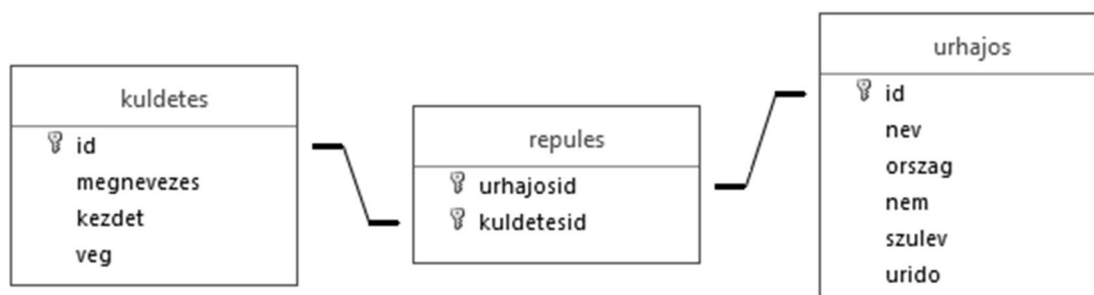 kuldetes
id
megnevezes
kezdet
veg
repules
urhajosid
kuldetesid
urhajos
id
nev
orszag
nem
szulev
urido